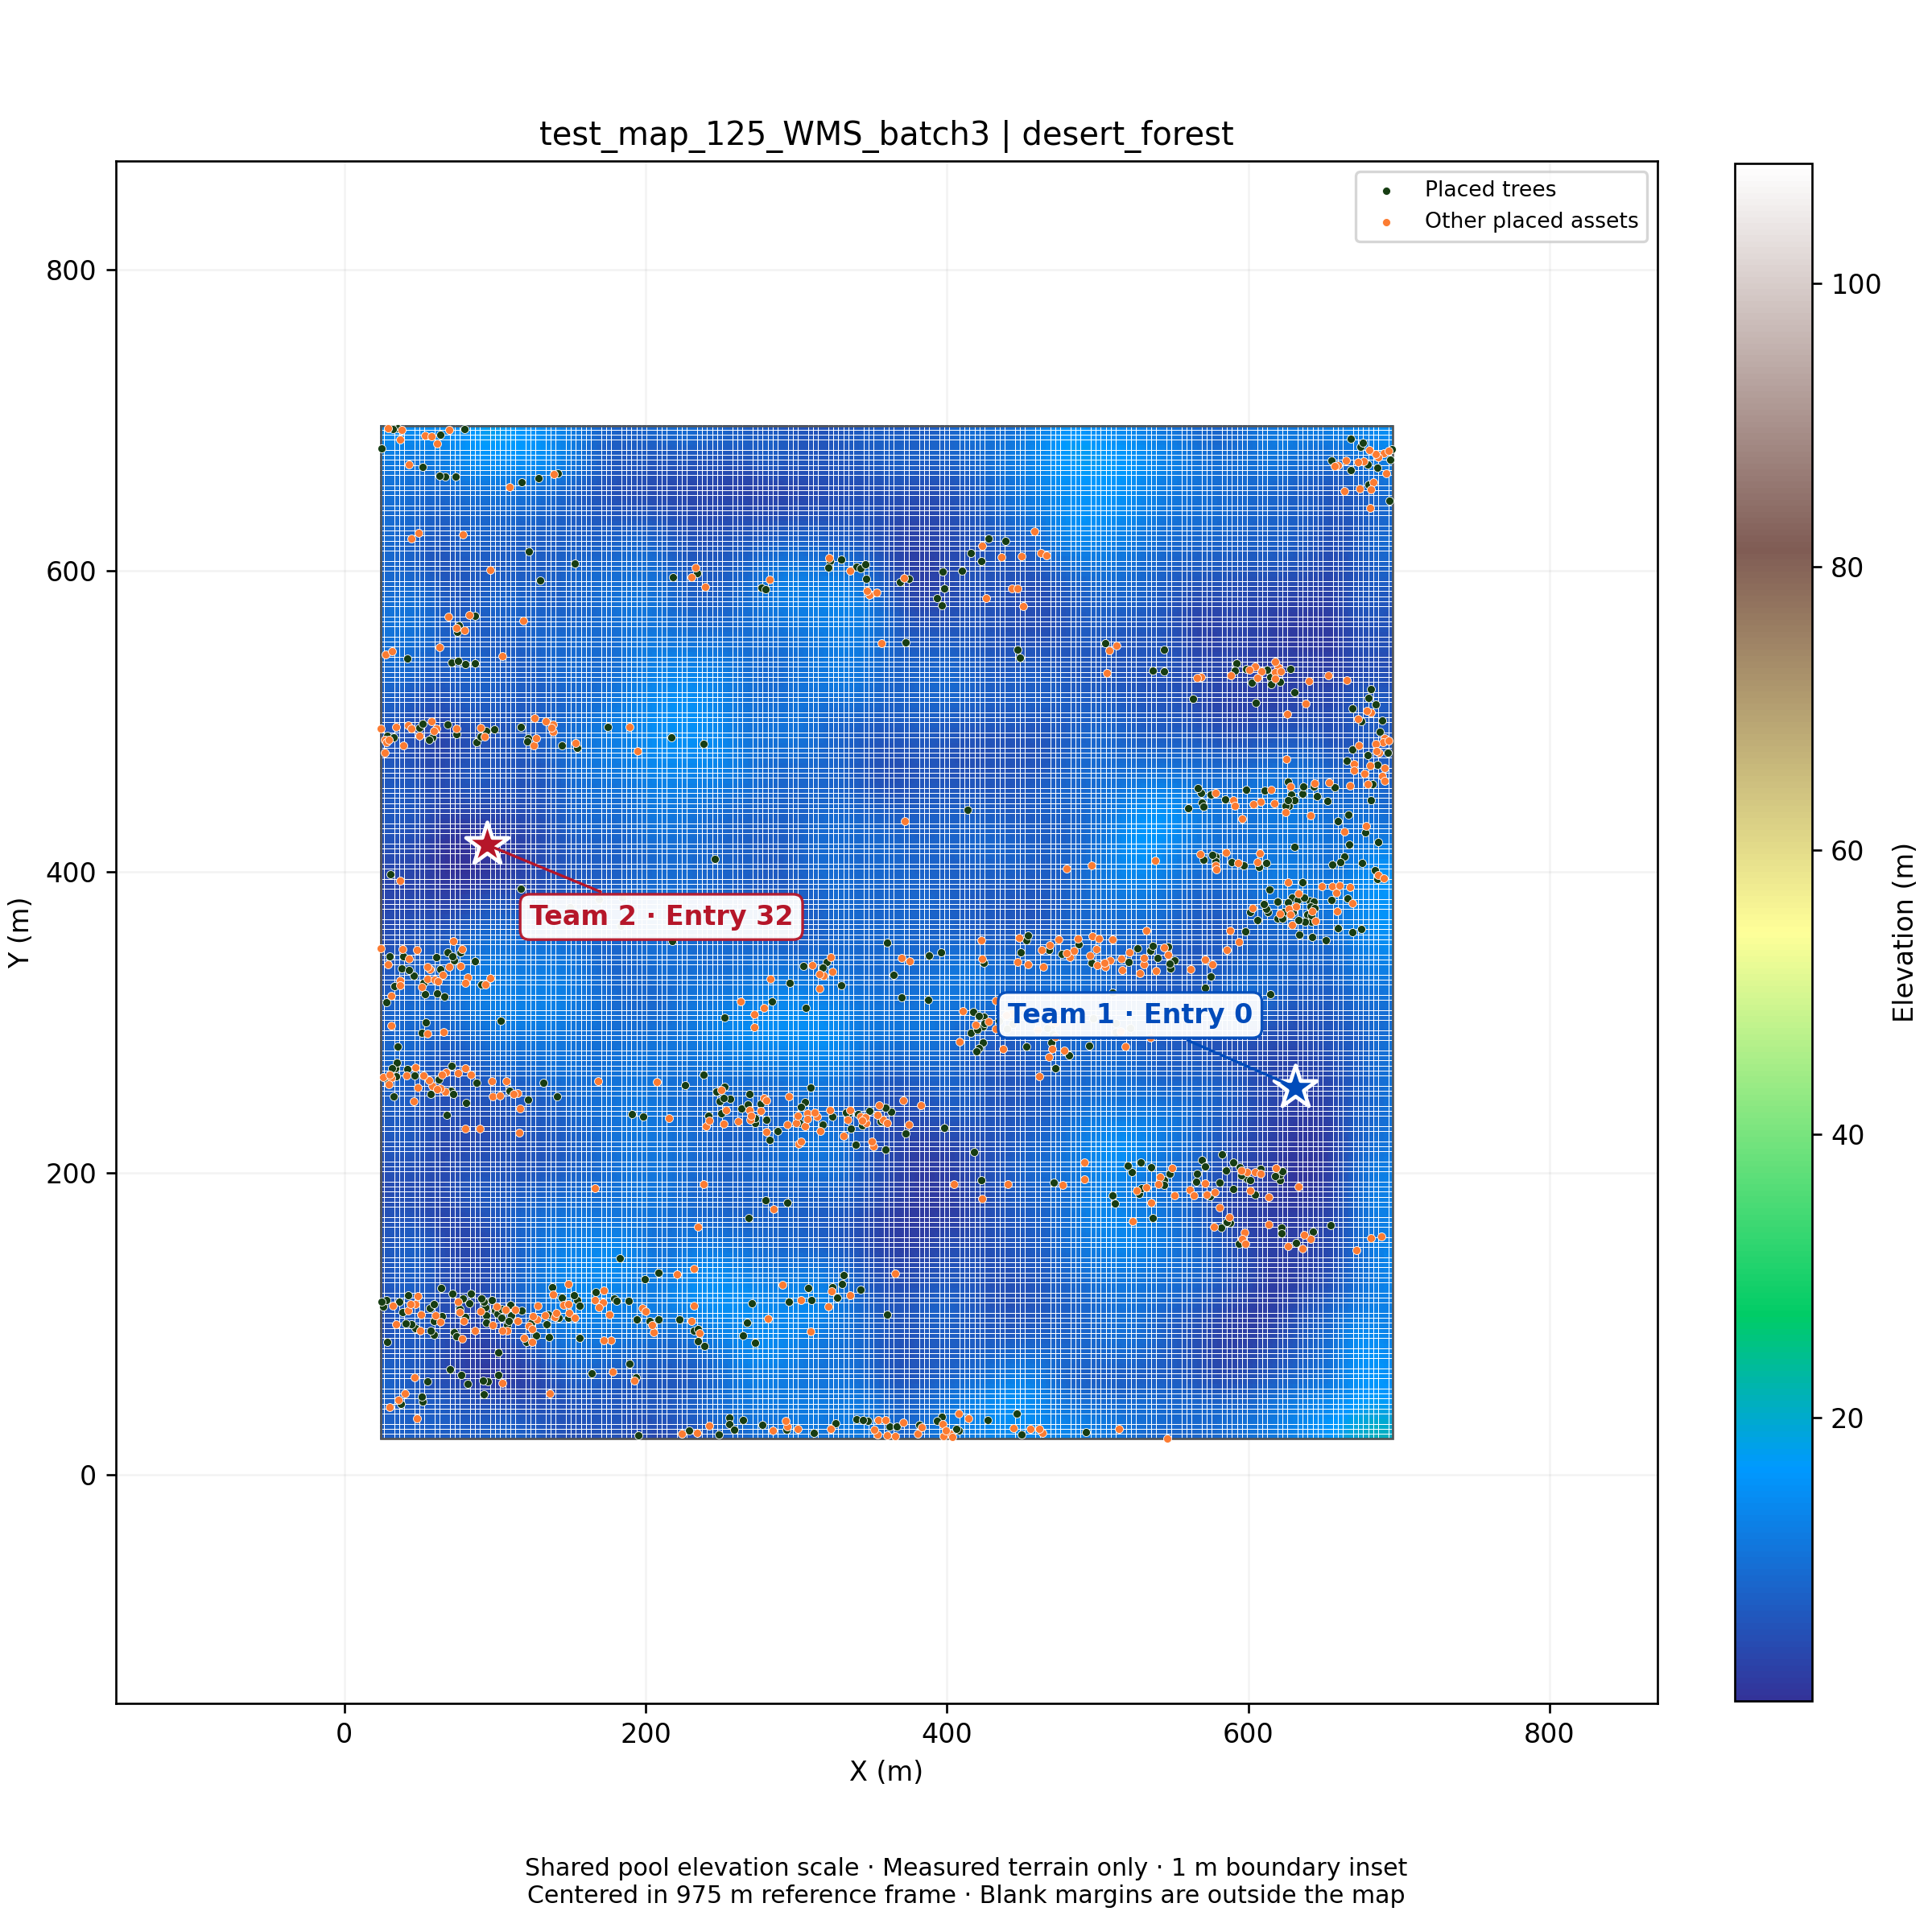 test_map_125_WMS_batch3 | desert_forest
Placed trees
Other placed assets
800
600
400
200
0
Y (m)
0
200
400
600
800
X (m)
100
80
60
40
20
Elevation (m)
Team 2 · Entry 32
Team 1 · Entry 0
Shared pool elevation scale · Measured terrain only · 1 m boundary inset
Centered in 975 m reference frame · Blank margins are outside the map